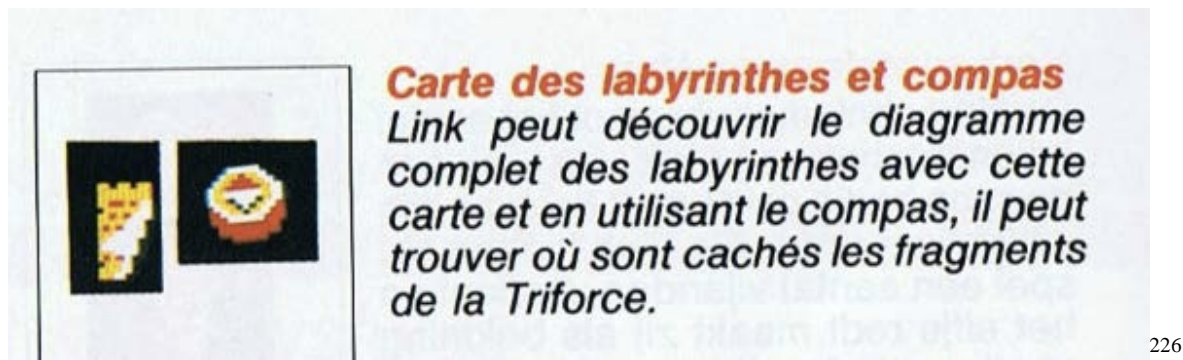 Carte des labyrinthes et compas
Link peut découvrir le diagramme
complet des labyrinthes avec cette
carte et en utilisant le compas, il peut
trouver où sont cachés les fragments
de la Triforce.
226